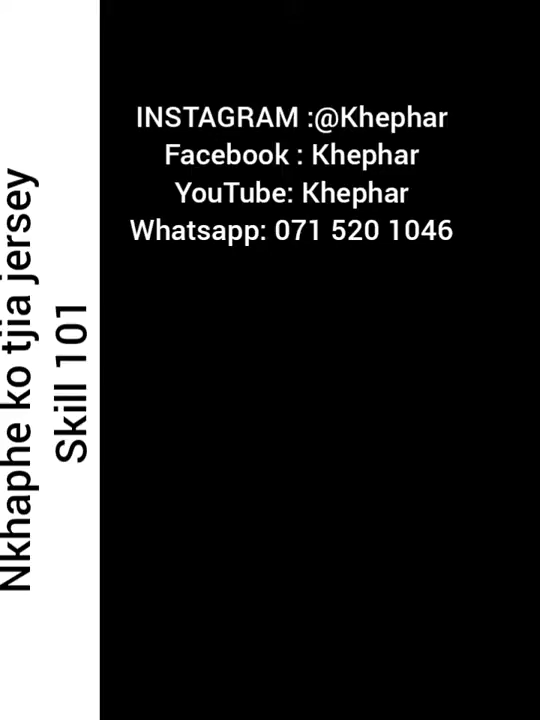 INSTAGRAM :@Khephar
Facebook : Khephar
YouTube: Khephar
Whatsapp: 071 520 1046
Nkhaphe ko tjia jersey
Skill 101